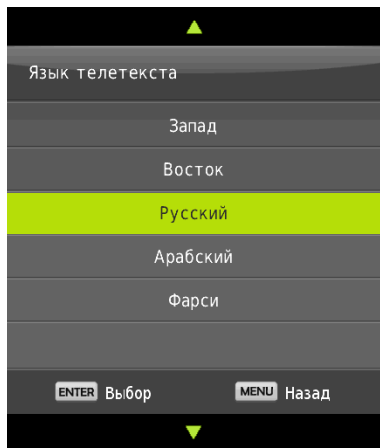 Язык телетекста
Запад
Восток
Русский
Арабский
Фарси
ENTER Выбор MENU Назад